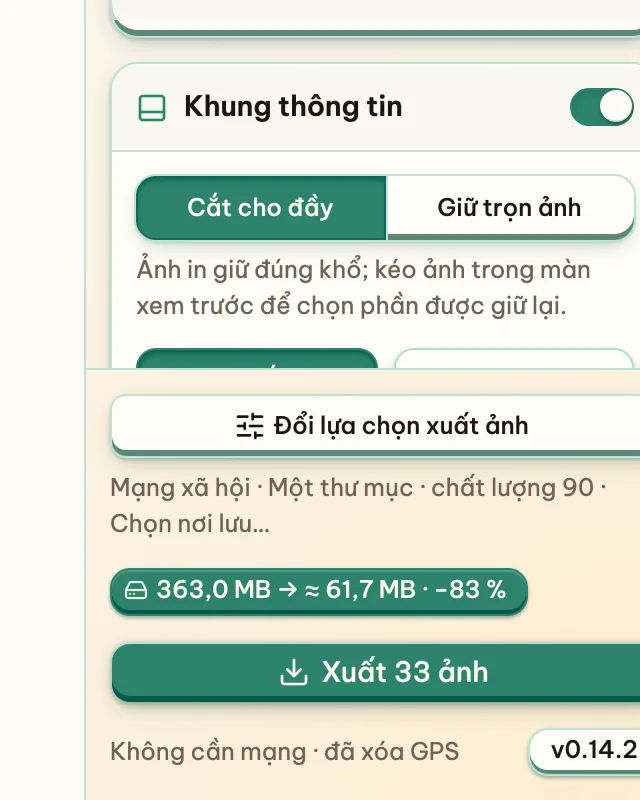 Khung thông tin
Cắt cho đầy
Giữ trọn ảnh
Ảnh in giữ đúng khổ; kéo ảnh trong màn
xem trước để chọn phần được giữ lại.
Đổi lựa chọn xuất ảnh
Mạng xã hội · Một thư mục · chất lượng 90 ·
Chọn nơi lưu...
363,0 MB → ≈ 61,7 MB · −83 %
Xuất 33 ảnh
Không cần mạng · đã xóa GPS
v0.14.2